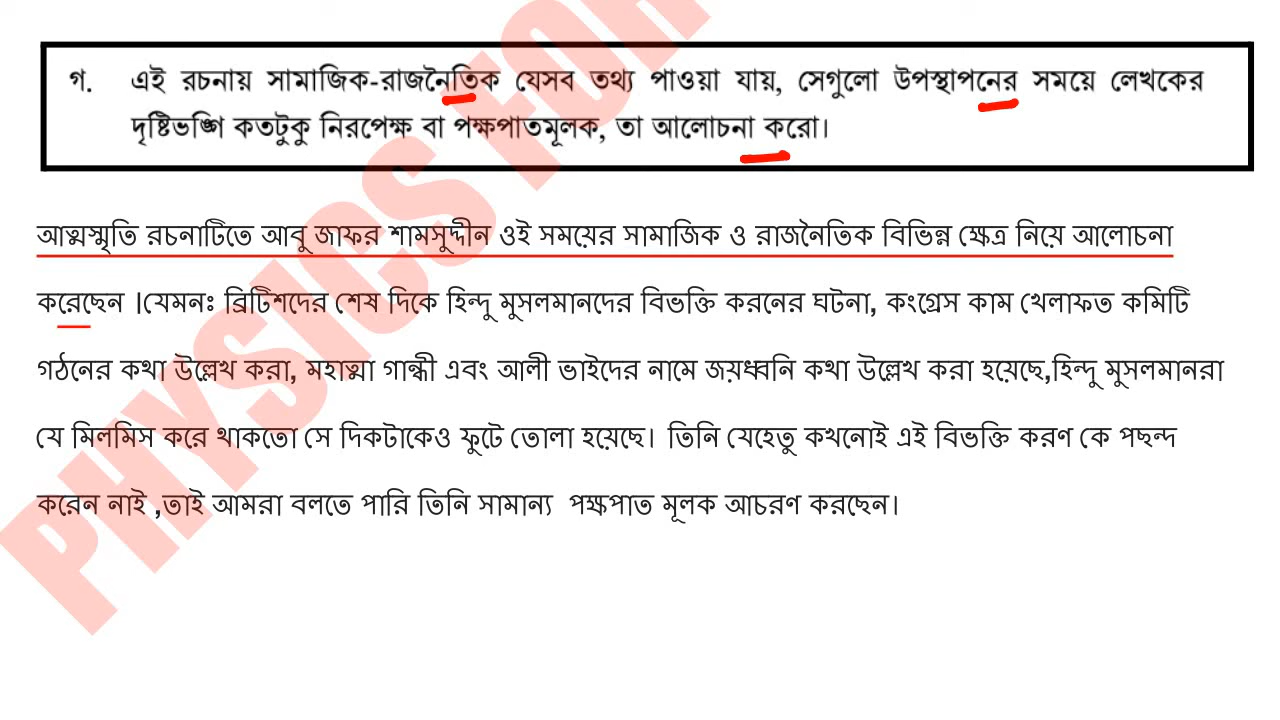 গ. এই রচনায় সামাজিক-রাজনৈতিক যেসব তথ্য পাওয়া যায়, সেগুলো উপস্থাপনের সময়ে লেখকের
দৃষ্টিভঙ্গি কতটুকু নিরপেক্ষ বা পক্ষপাতমূলক, তা আলোচনা করো।
আত্মস্মৃতি রচনাটিতে আবু জাফর শামসুদ্দীন ওই সময়ের সামাজিক ও রাজনৈতিক বিভিন্ন ক্ষেত্র নিয়ে আলোচনা
করেছেন ।যেমনঃ ব্রিটিশদের শেষ দিকে হিন্দু মুসলমানদের বিভক্তি করনের ঘটনা, কংগ্রেস কাম খেলাফত কমিটি
গঠনের কথা উল্লেখ করা, মহাত্মা গান্ধী এবং আলী ভাইদের নামে জয়ধ্বনি কথা উল্লেখ করা হয়েছে,হিন্দু মুসলমানরা
যে মিলমিস করে থাকতো সে দিকটাকেও ফুটে তোলা হয়েছে। তিনি যেহেতু কখনোই এই বিভক্তি করণ কে পছন্দ
করেন নাই ,তাই আমরা বলতে পারি তিনি সামান্য পক্ষপাত মূলক আচরণ করছেন।
PHYSICS FOR